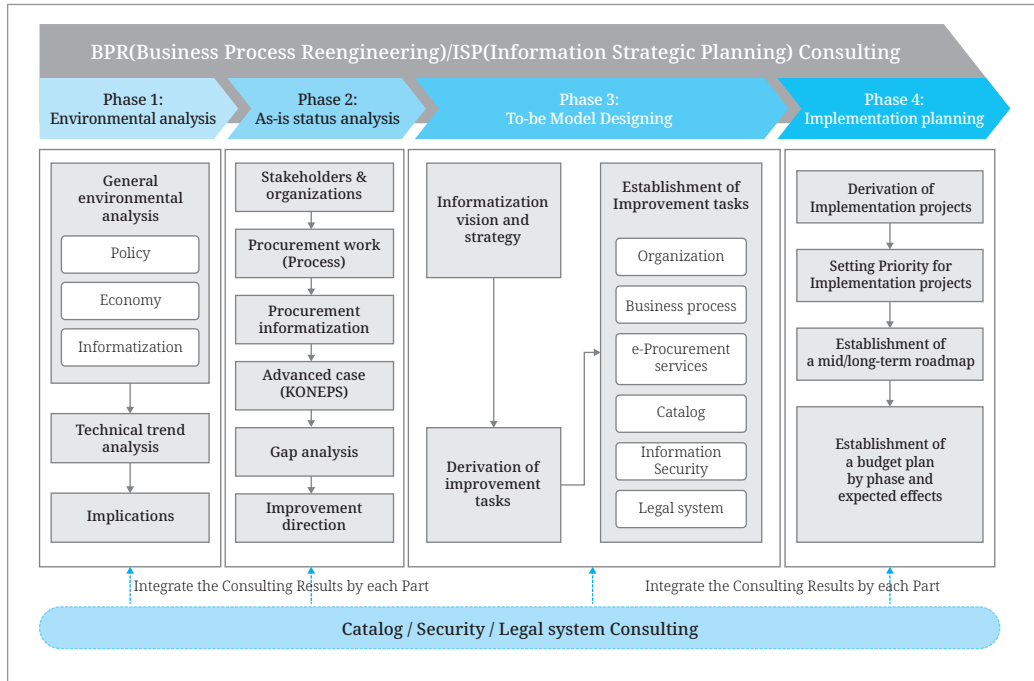 BPR(Business Process Reengineering)/ISP(Information Strategic Planning) Consulting
Phase 1:
Environmental analysis
Phase 2:
As-is status analysis
Phase 3:
To-be Model Designing
Phase 4:
Implementation planning
General
environmental
analysis
Policy
Economy
Informatization
Technical trend
analysis
Implications
Stakeholders &
organizations
Procurement work
(Process)
Procurement
informatization
Advanced case
(KONEPS)
Gap analysis
Improvement
direction
Informatization
vision and
strategy
Derivation of
improvement
tasks
Establishment of
Improvement tasks
Organization
Business process
e-Procurement
services
Catalog
Information
Security
Legal system
Derivation of
Implementation projects
Setting Priority for
Implementation projects
Establishment of
a mid/long-term roadmap
Establishment of
a budget plan
by phase and
expected effects
Integrate the Consulting Results by each Part
Integrate the Consulting Results by each Part
Catalog / Security / Legal system Consulting